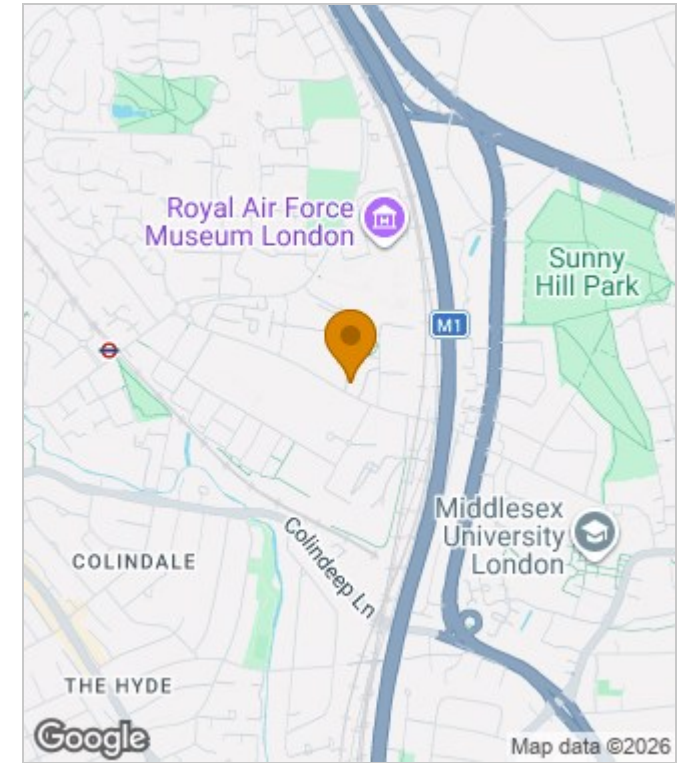 Royal Air Force
Museum London
Sunny
Hill Park
M1
Middlesex
University
London
Colindeep Ln
COLINDALE
THE HYDE
Google
Map data ©2026